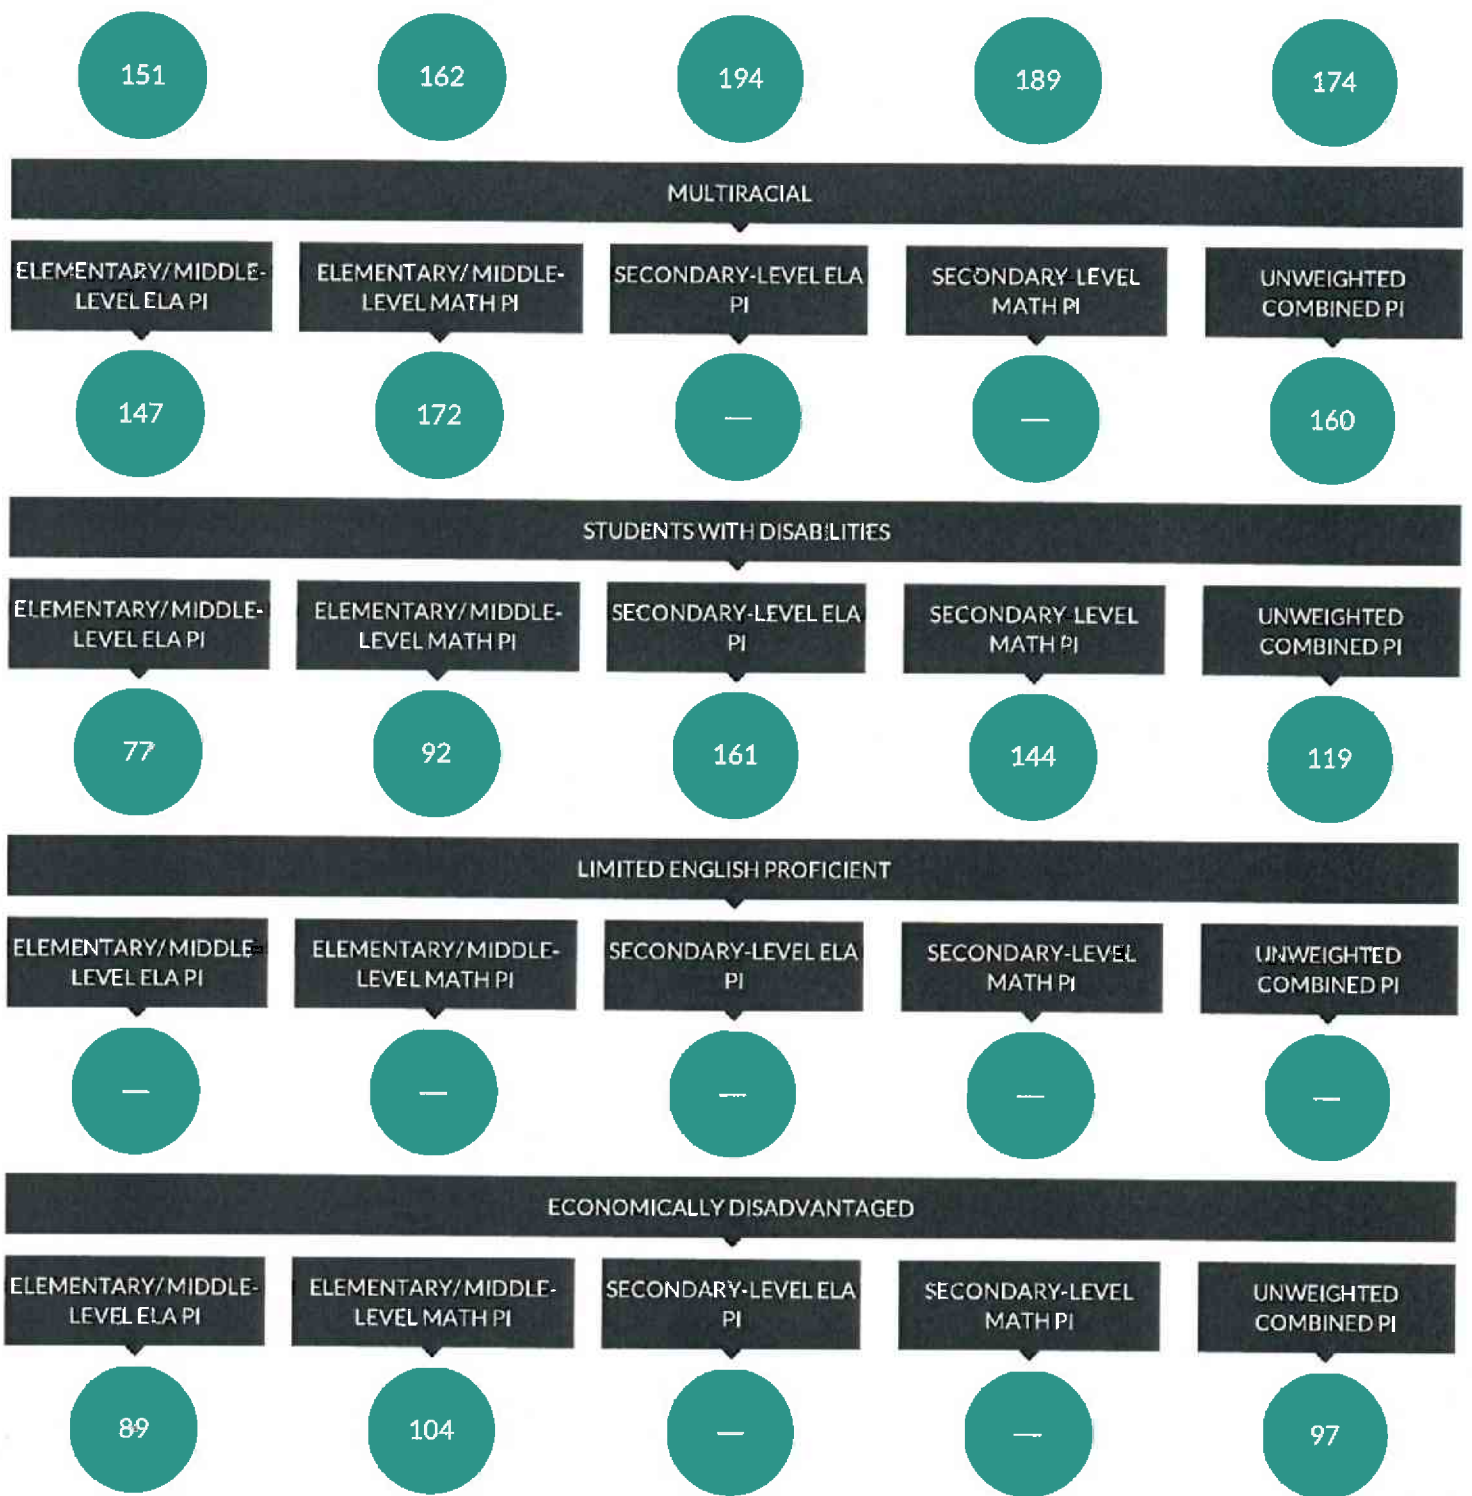 151 162 194 189 174
MULTIRACIAL
ELEMENTARY/MIDDLE-
LEVEL ELA PI
ELEMENTARY/MIDDLE-
LEVEL MATH PI
SECONDARY-LEVEL ELA
PI
SECONDARY-LEVEL
MATH PI
UNWEIGHTED
COMBINED PI
147 172 — — 160
STUDENTS WITH DISABILITIES
ELEMENTARY/MIDDLE-
LEVEL ELA PI
ELEMENTARY/MIDDLE-
LEVEL MATH PI
SECONDARY-LEVEL ELA
PI
SECONDARY-LEVEL
MATH PI
UNWEIGHTED
COMBINED PI
77 92 161 144 119
LIMITED ENGLISH PROFICIENT
ELEMENTARY/MIDDLE-
LEVEL ELA PI
ELEMENTARY/MIDDLE-
LEVEL MATH PI
SECONDARY-LEVEL ELA
PI
SECONDARY-LEVEL
MATH PI
UNWEIGHTED
COMBINED PI
— — — — —
ECONOMICALLY DISADVANTAGED
ELEMENTARY/MIDDLE-
LEVEL ELA PI
ELEMENTARY/MIDDLE-
LEVEL MATH PI
SECONDARY-LEVEL ELA
PI
SECONDARY-LEVEL
MATH PI
UNWEIGHTED
COMBINED PI
89 104 — — 97